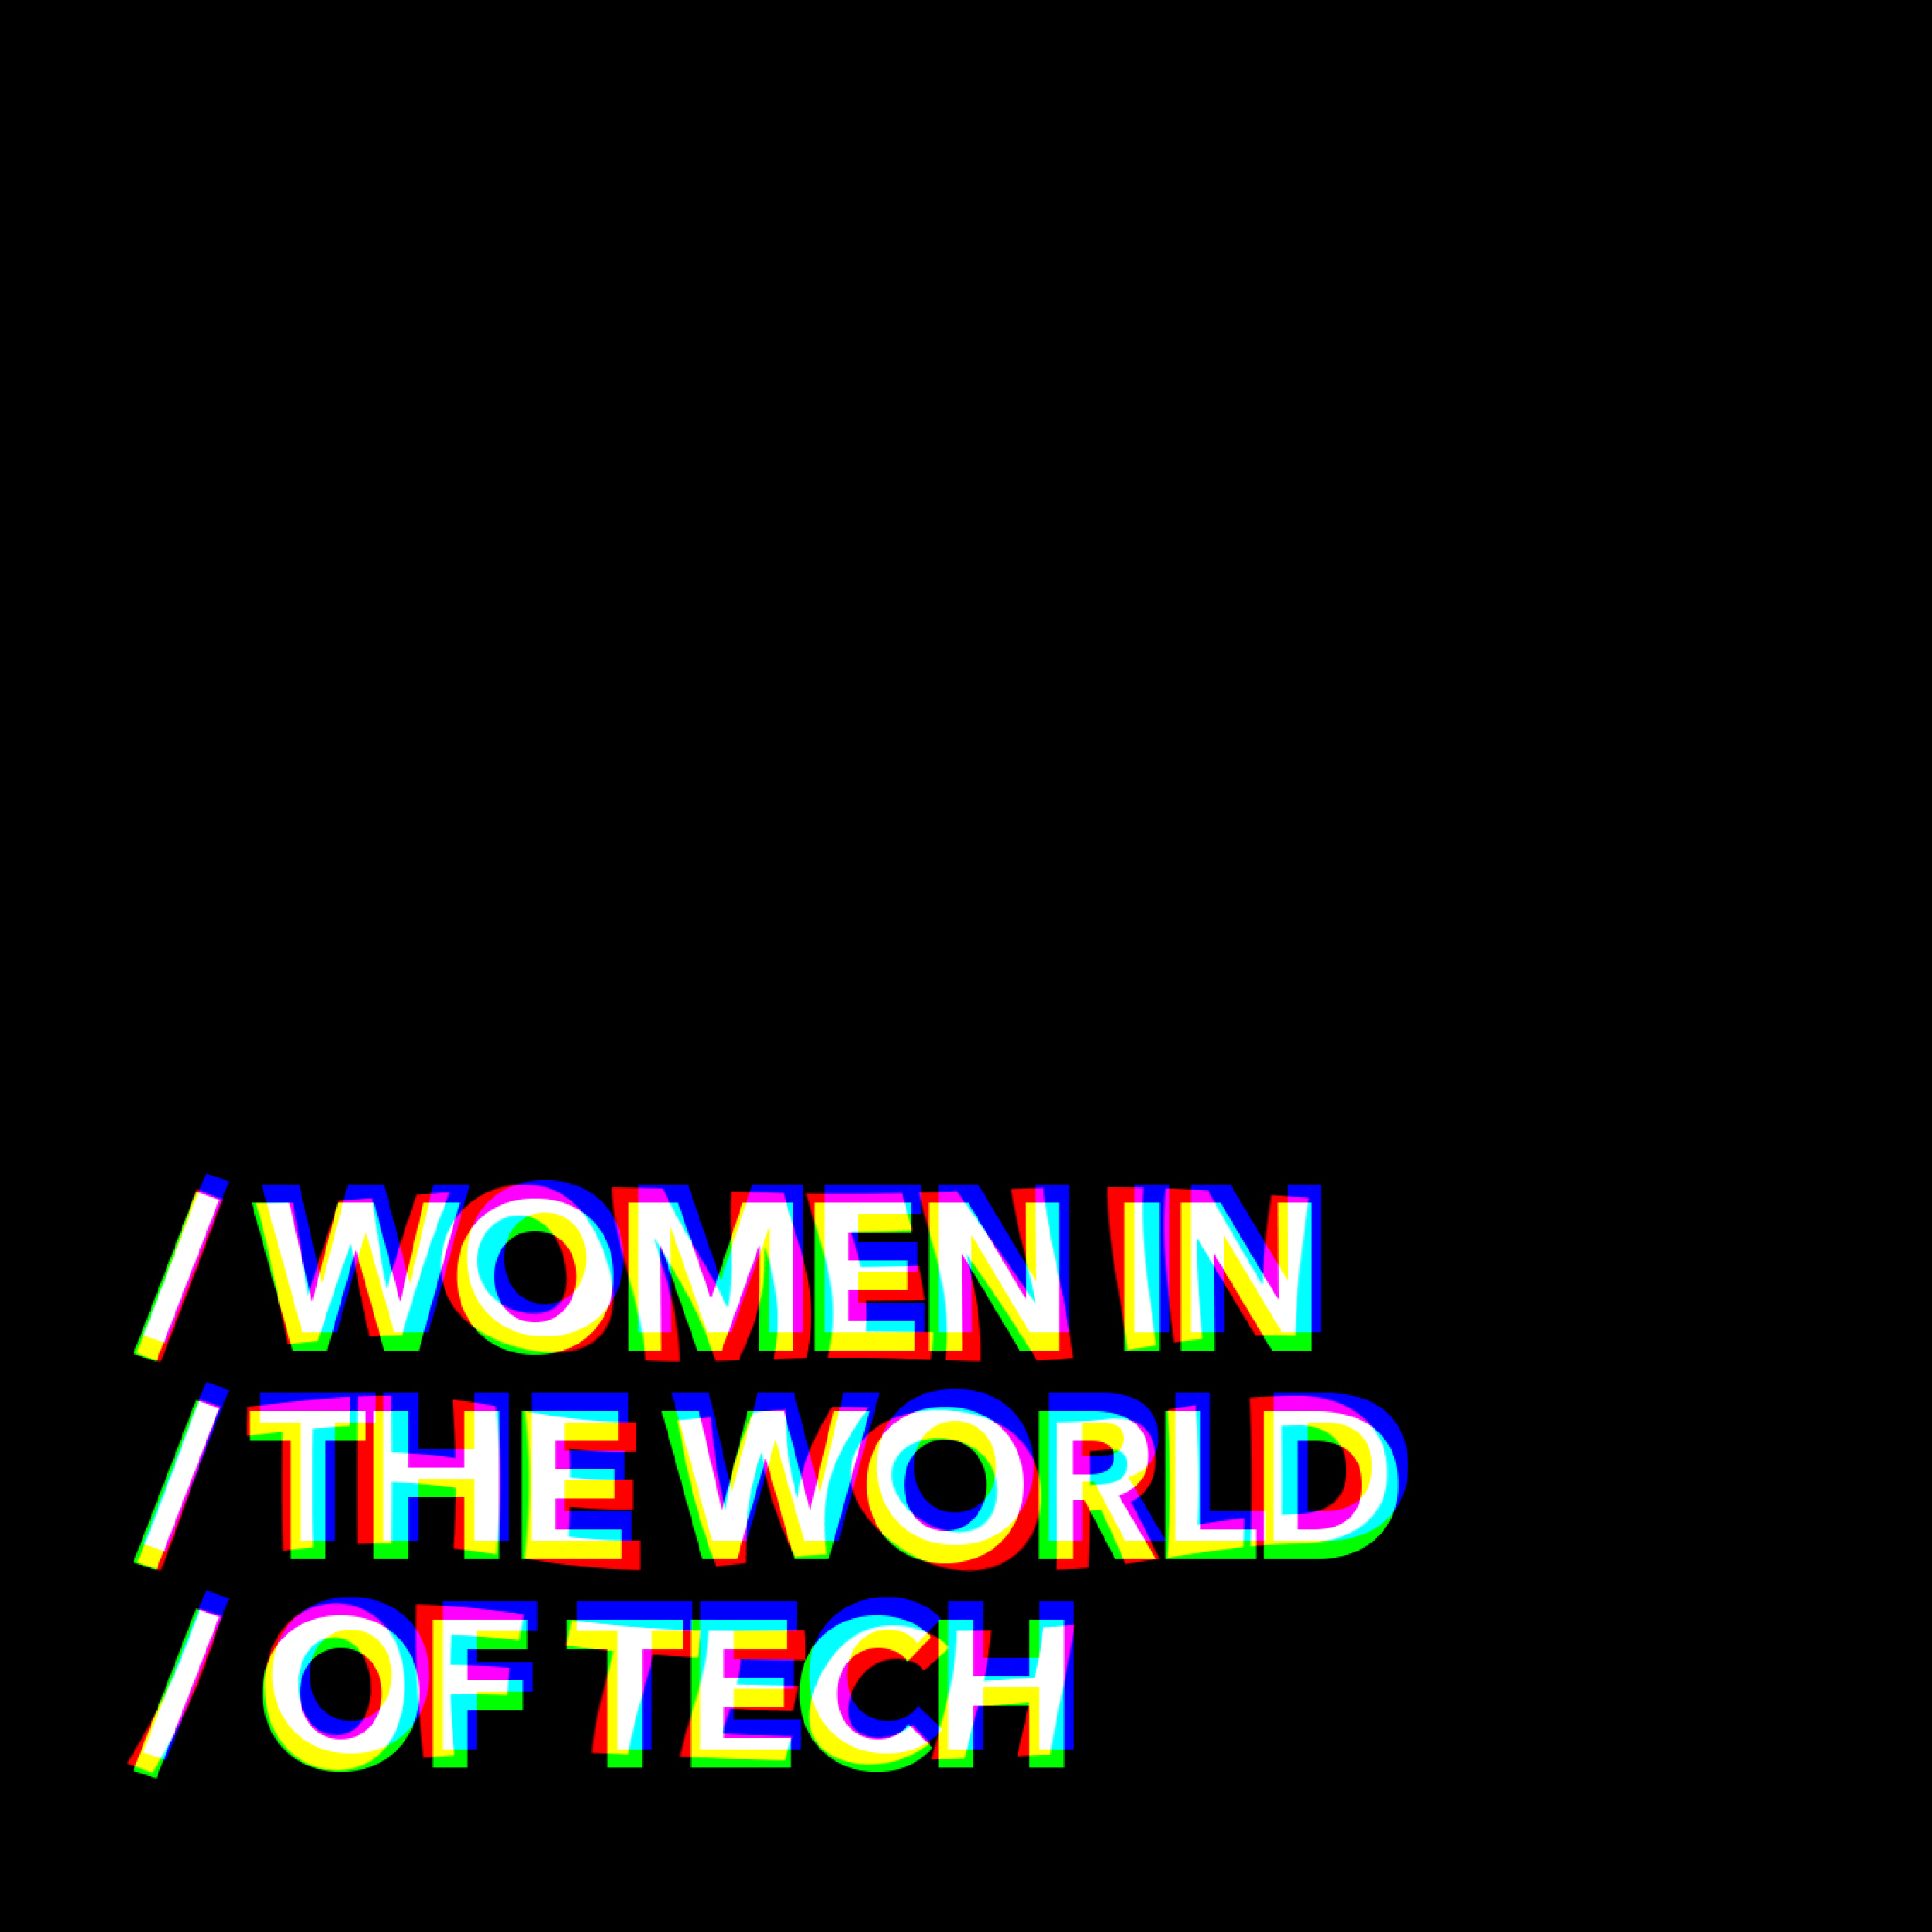 / WOMEN IN
/ THE WORLD
/ OF TECH